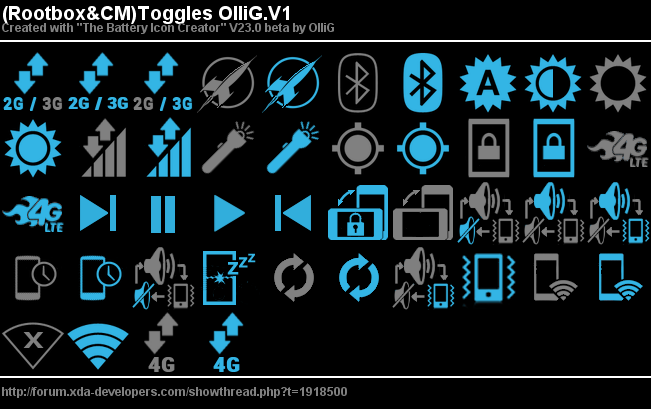 (Rootbox&CM)Toggles OlliG.V1
Created with "The Battery Icon Creator" V23.0 beta by OlliG
2G / 3G 2G / 3G 2G / 3G A
4G LTE
4G LTE
zzz
X 4G 4G
http://forum.xda-developers.com/showthread.php?t=1918500